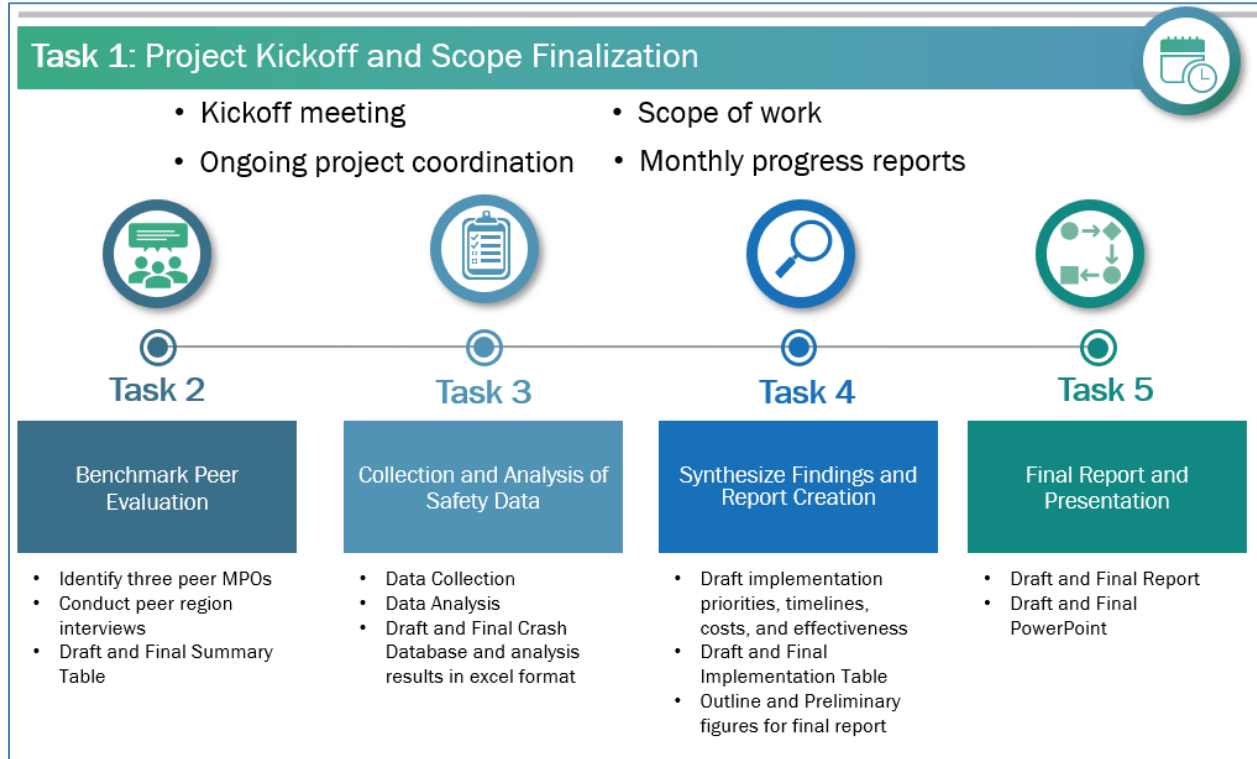 Task 1: Project Kickoff and Scope Finalization
• Kickoff meeting
• Ongoing project coordination
• Scope of work
• Monthly progress reports
Task 2
Benchmark Peer
Evaluation
• Identify three peer MPOs
• Conduct peer region
interviews
• Draft and Final Summary
Table
Task 3
Collection and Analysis of
Safety Data
• Data Collection
• Data Analysis
• Draft and Final Crash
Database and analysis
results in excel format
Task 4
Synthesize Findings and
Report Creation
• Draft implementation
priorities, timelines,
costs, and effectiveness
• Draft and Final
Implementation Table
• Outline and Preliminary
figures for final report
Task 5
Final Report and
Presentation
• Draft and Final Report
• Draft and Final
PowerPoint